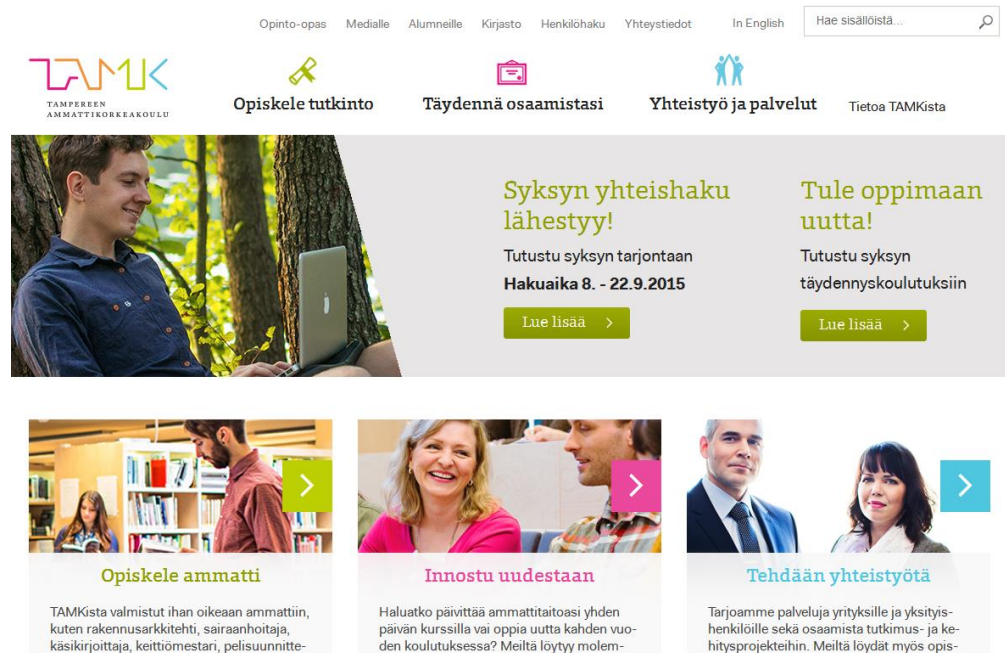 Opinto-opas Medialle Alumneille Kirjasto Henkilöhaku Yhteystiedot In English Hae sisällöistä...
TAMK
TAMPEREEN
AMMATTIKORKEAKOULU
Opiskele tutkinto Täydennä osaamistasi Yhteistyö ja palvelut Tietoa TAMKista
Syksyn yhteishaku
lähestyy!
Tutustu syksyn tarjontaan
Hakuaika 8. - 22.9.2015
Lue lisää
Tule oppimaan
uutta!
Tutustu syksyn
täydennyskoulutuksiin
Lue lisää
Opiskele ammatti
TAMKista valmistut ihan oikeaan ammattiin,
kuten rakennusarkkitehti, sairaanhoitaja,
käsikirjoittaja, keittiömestari, pelisuunnitte-
Innostu uudestaan
Haluatko päivittää ammattitaitoasi yhden
päivän kurssilla vai oppia uutta kahden vuo-
den koulutuksessa? Meiltä löytyy molem-
Tehdään yhteistyötä
Tarjoamme palveluja yrityksille ja yksityis-
henkilöille sekä osaamista tutkimus- ja ke-
hitysprojekteihin. Meiltä löydät myös opis-